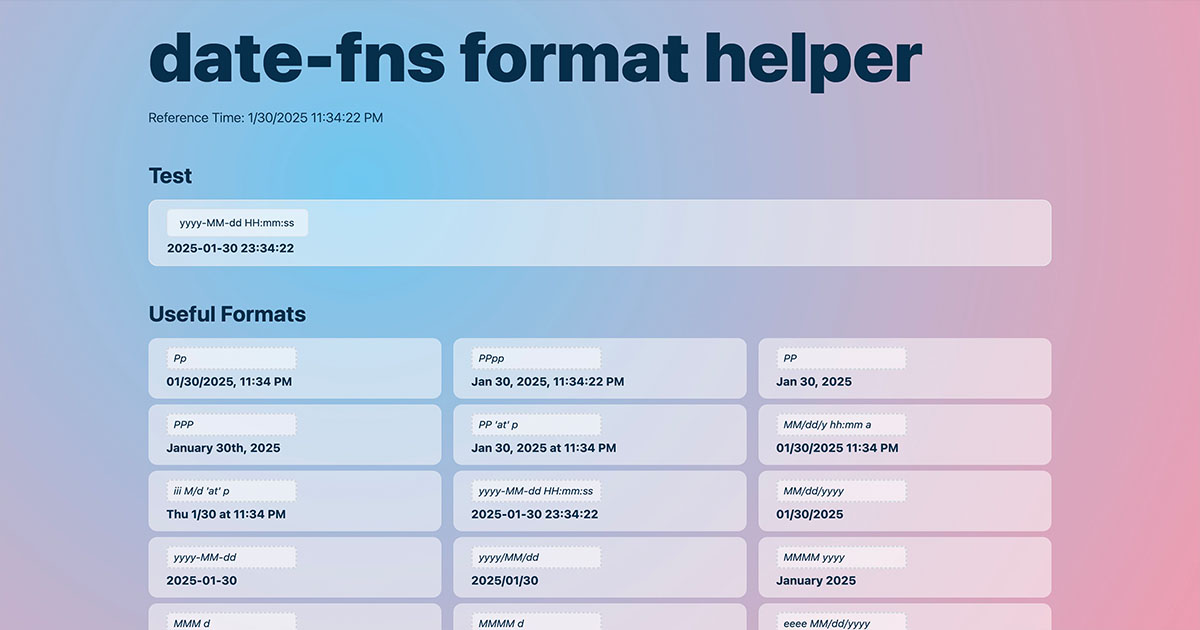 date-fns format helper
Reference Time: 1/30/2025 11:34:22 PM
Test
yyyy-MM-dd HH:mm:ss
2025-01-30 23:34:22
Useful Formats
Pp
01/30/2025, 11:34 PM
PPpp
Jan 30, 2025, 11:34:22 PM
PP
Jan 30, 2025
PPP
January 30th, 2025
PP 'at' p
Jan 30, 2025 at 11:34 PM
MM/dd/y hh:mm a
01/30/2025 11:34 PM
iii M/d 'at' p
Thu 1/30 at 11:34 PM
yyyy-MM-dd HH:mm:ss
2025-01-30 23:34:22
MM/dd/yyyy
01/30/2025
yyyy-MM-dd
2025-01-30
yyyy/MM/dd
2025/01/30
MMMM yyyy
January 2025
MMM d
MMMM d
eeee MM/dd/yyyy